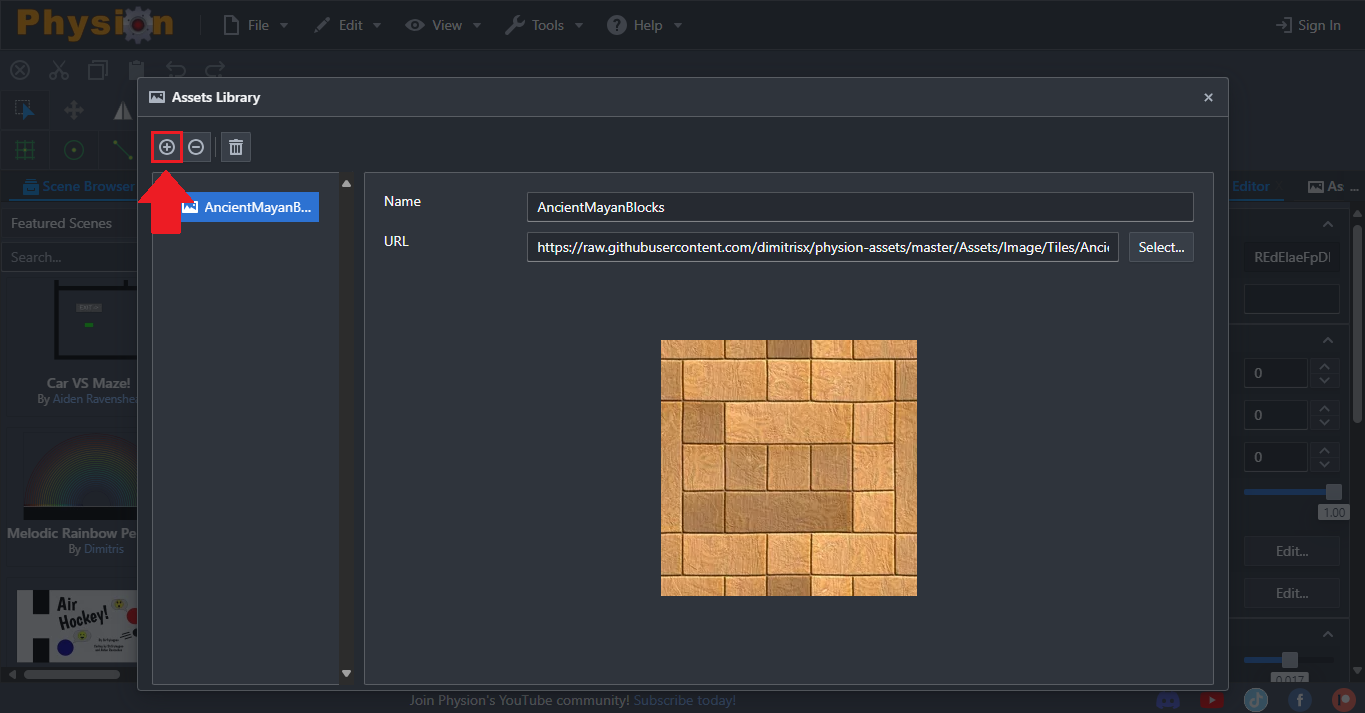 Physion
File
Edit
View
Tools
Help
Sign In
Assets Library
AncientMayanB...
Name
AncientMayanBlocks
URL
https://raw.githubusercontent.com/dimitrisx/physion-assets/master/Assets/Image/Tiles/Ancie
Select...
Scene Browser
Featured Scenes
Search...
EXIT->
Car VS Maze!
By Aiden Ravenshea
Melodic Rainbow Pe
By Dimitris
Air
Hockey!
Editor
As ...
REdElaeFpDI
0
0
0
1.00
Edit...
Edit...
0.017
Join Physion's YouTube community! Subscribe today!